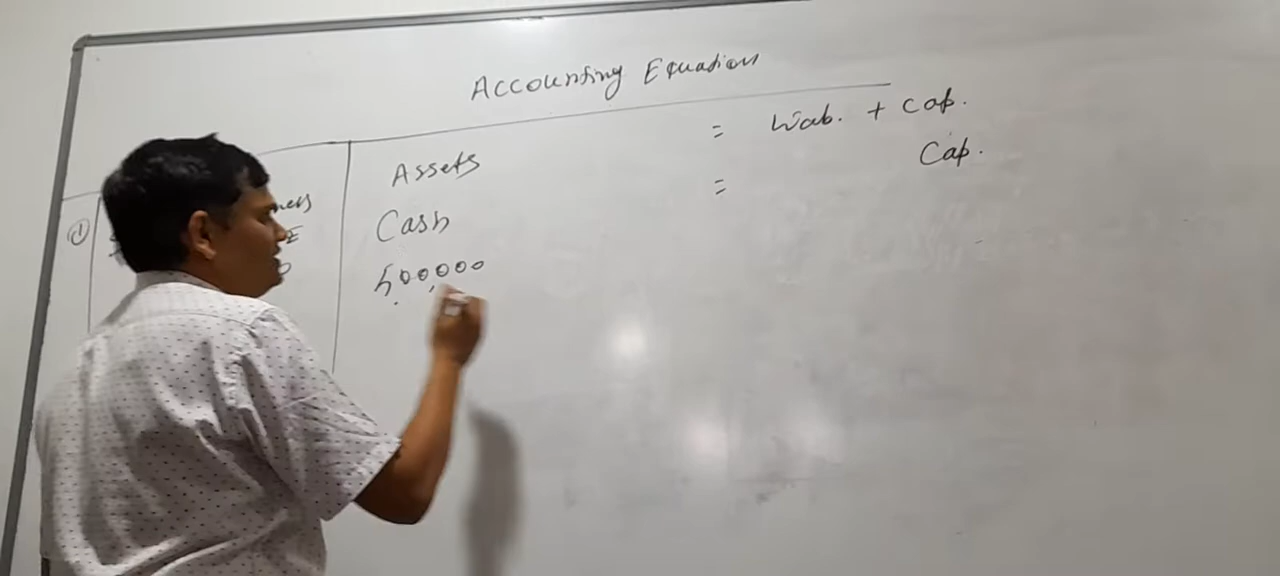 Accounting Equation
Assets = Liab. + Cap.
① Cash = Cap.
500000